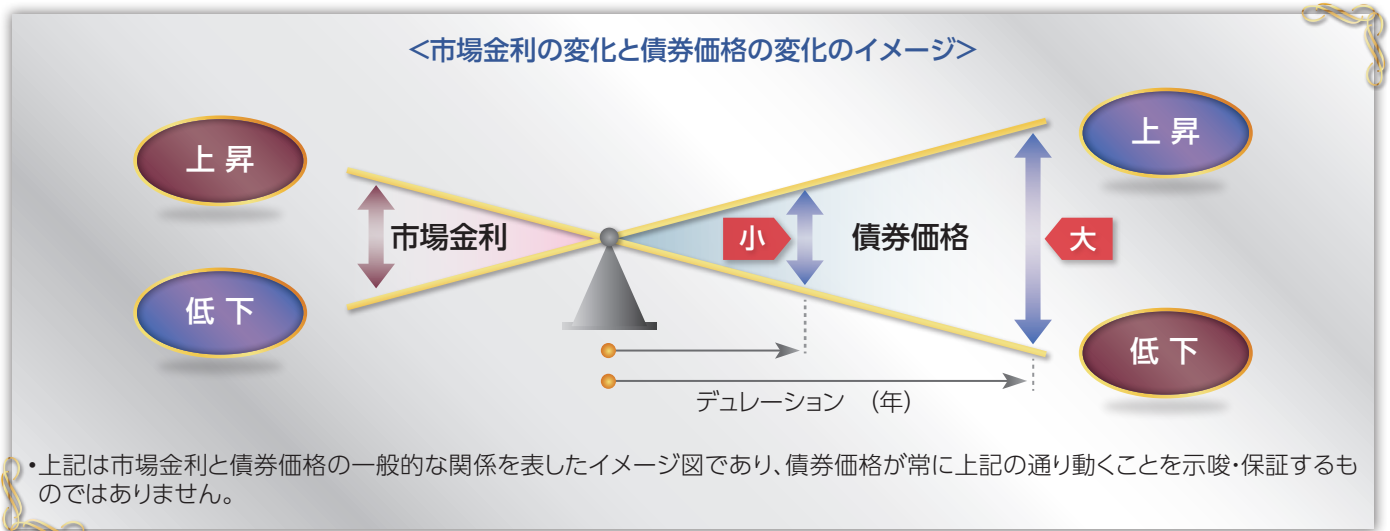 <市場金利の変化と債券価格の変化のイメージ>
上昇
上昇
市場金利
小
債券価格
大
低下
低下
デュレーション （年）
・上記は市場金利と債券価格の一般的な関係を表したイメージ図であり、債券価格が常に上記の通り動くことを示唆・保証するも
のではありません。